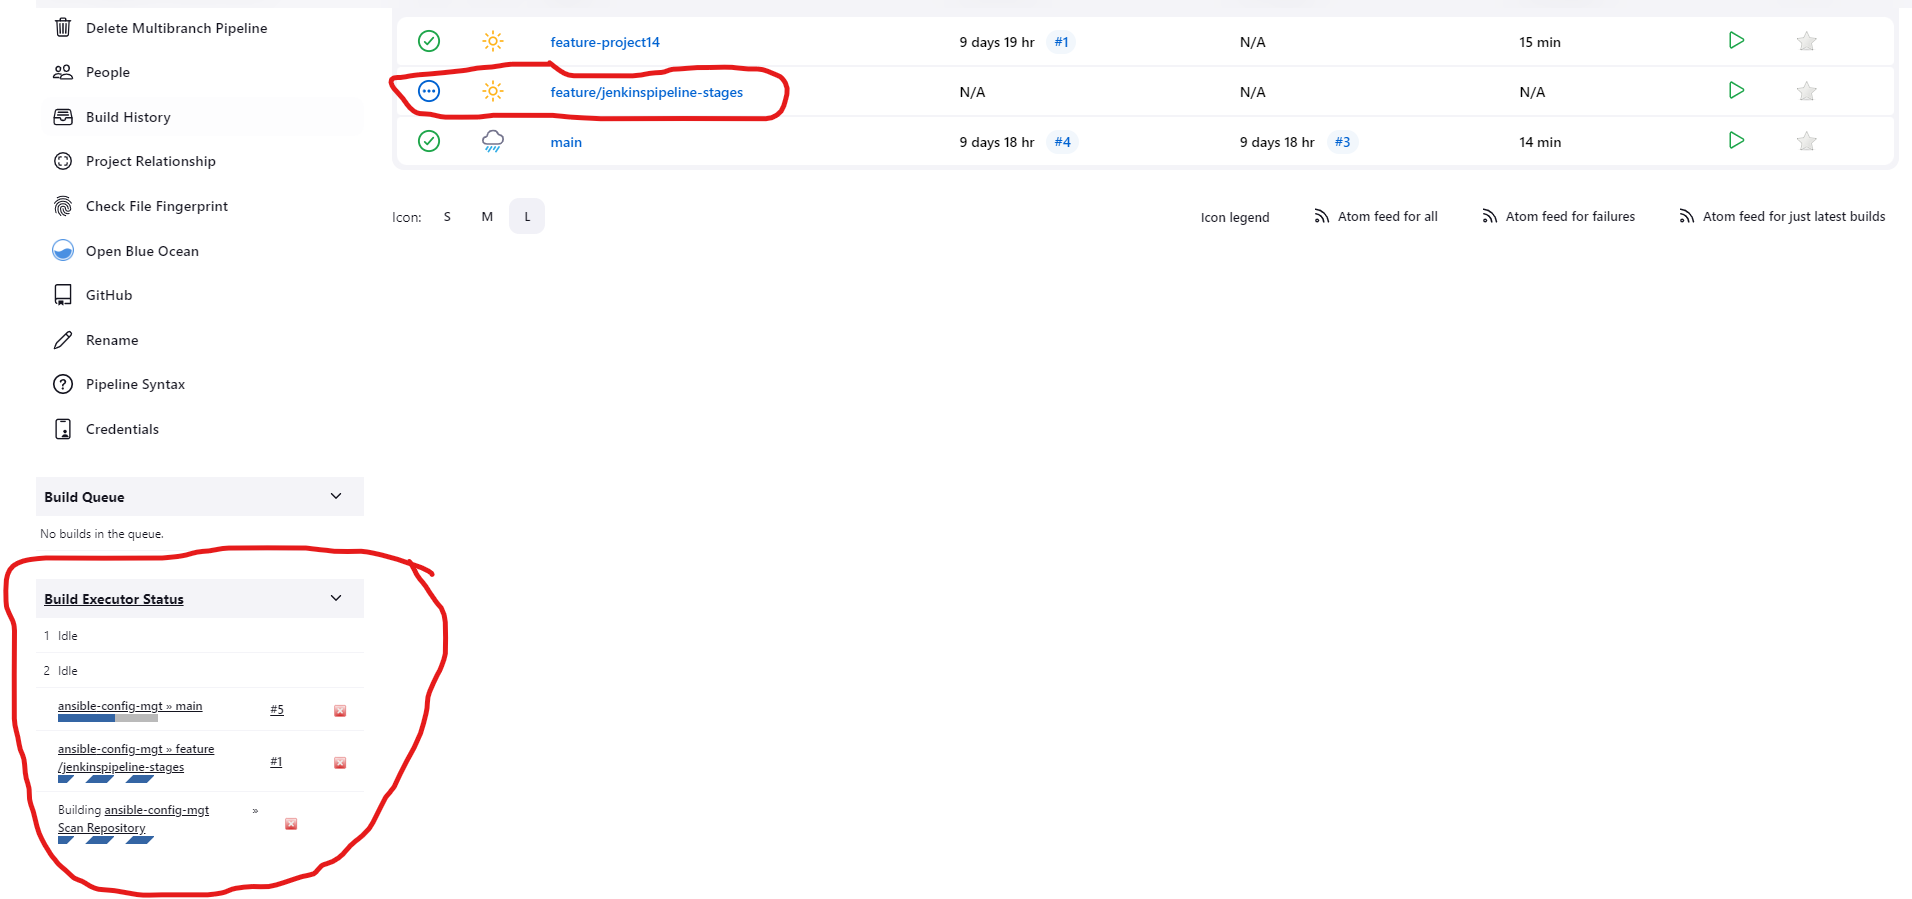 Delete Multibranch Pipeline
People
Build History
Project Relationship
Check File Fingerprint
Open Blue Ocean
GitHub
Rename
Pipeline Syntax
Credentials
Build Queue
No builds in the queue.
Build Executor Status
1 Idle
2 Idle
ansible-config-mgt » main #5
ansible-config-mgt » feature
/jenkinspipeline-stages #1
Building ansible-config-mgt »
Scan Repository
feature-project14 9 days 19 hr #1 N/A 15 min
feature/jenkinspipeline-stages N/A N/A N/A
main 9 days 18 hr #4 9 days 18 hr #3 14 min
Icon: S M L Icon legend Atom feed for all Atom feed for failures Atom feed for just latest builds